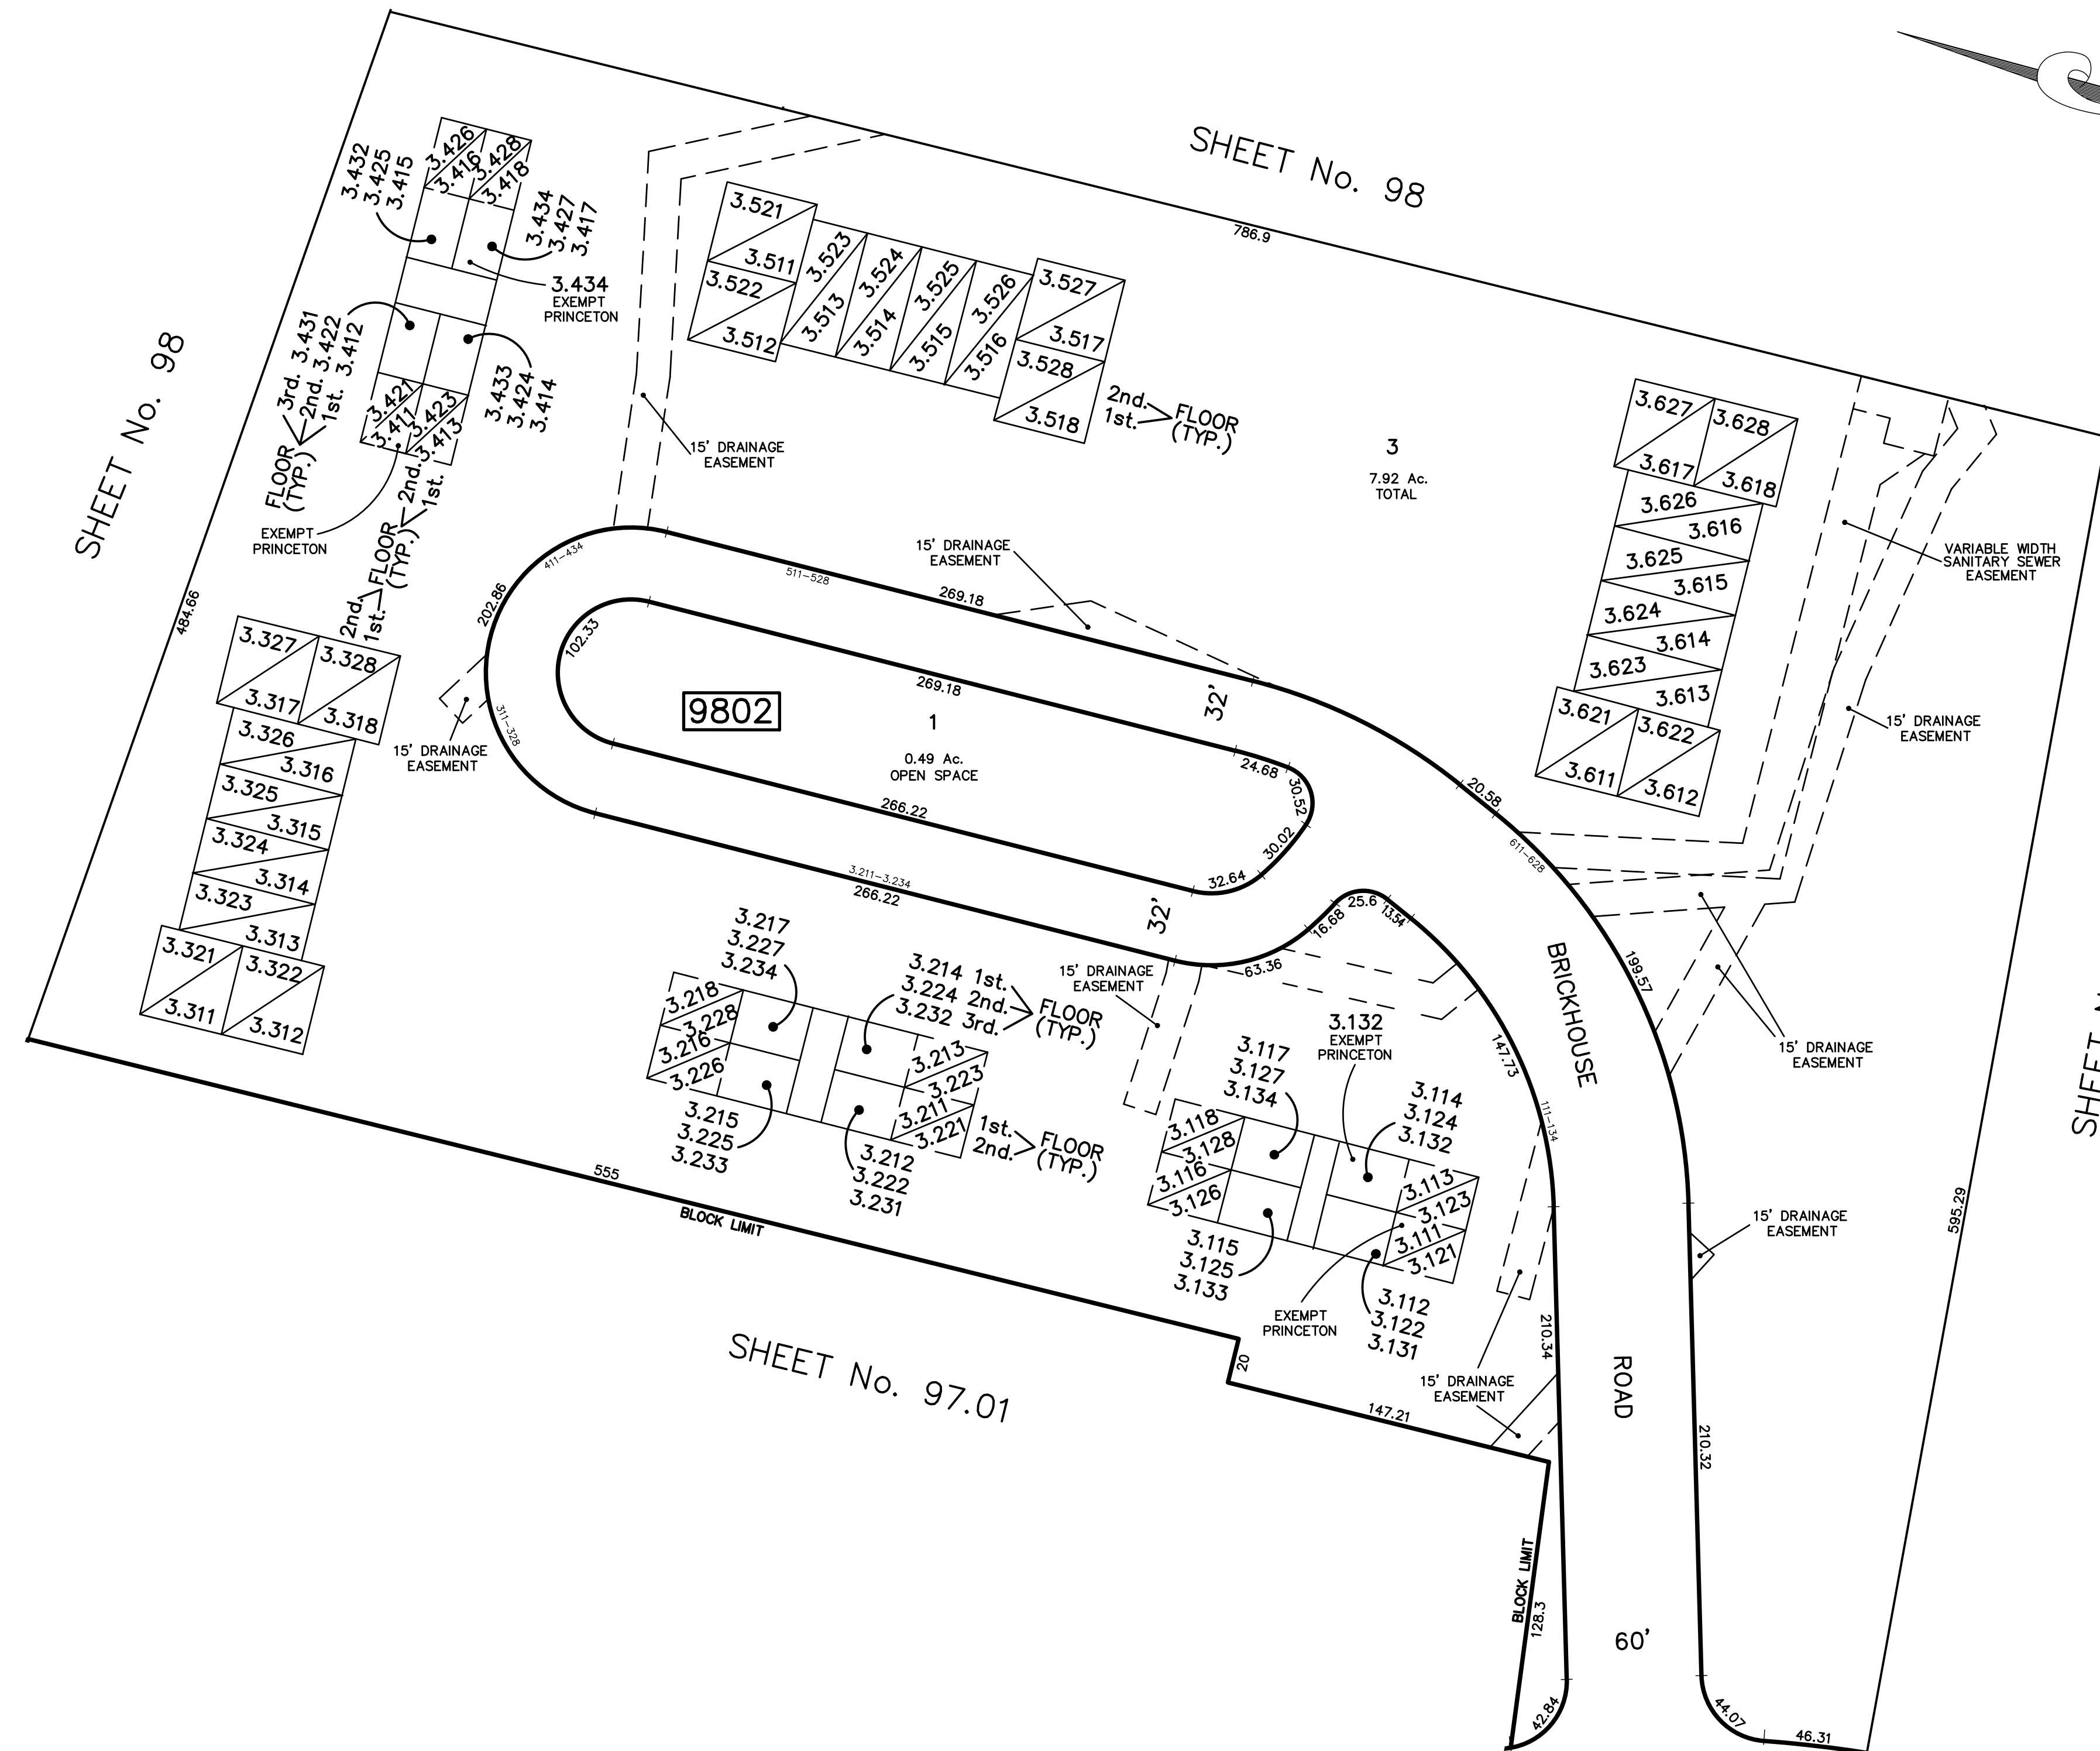 SHEET No. 98
786.9
SHEET No. 98
484.66
3.426
3.416
3.428
3.418
3.432
3.425
3.415
3.434
3.427
3.417
3.434
EXEMPT
PRINCETON
3rd. 3.431
2nd. 3.422
1st. 3.412
FLOOR
(TYP.)
3.433
3.424
3.414
3.421
3.411
3.423
3.413
2nd.
1st.
FLOOR
(TYP.)
2nd.
1st.
EXEMPT
PRINCETON
3.521
3.511
3.522
3.512
3.523
3.513
3.524
3.514
3.525
3.515
3.526
3.516
3.527
3.517
3.528
3.518
2nd.
1st.
FLOOR
(TYP.)
15' DRAINAGE
EASEMENT
3
7.92 Ac.
TOTAL
3.627
3.617
3.628
3.618
3.626
3.616
3.625
3.615
3.624
3.614
3.623
3.613
3.621
3.611
3.622
3.612
VARIABLE WIDTH
SANITARY SEWER
EASEMENT
15' DRAINAGE
EASEMENT
15' DRAINAGE
EASEMENT
411-434
511-528
269.18
202.86
102.33
311-328
15' DRAINAGE
EASEMENT
9802
1
0.49 Ac.
OPEN SPACE
269.18
32'
24.68
30.52
30.02
32.64
266.22
3.211-3.234
266.22
32'
20.58
611-628
199.57
25.6
13.54
16.68
63.36
147.73
111-134
BRICKHOUSE
ROAD
60'
3.327
3.317
3.328
3.318
3.326
3.316
3.325
3.315
3.324
3.314
3.323
3.313
3.321
3.311
3.322
3.312
3.217
3.227
3.234
3.214 1st.
3.224 2nd.
3.232 3rd.
FLOOR
(TYP.)
3.218
3.228
3.216
3.226
3.213
3.223
3.211
3.221
1st.
2nd.
FLOOR
(TYP.)
3.215
3.225
3.233
3.212
3.222
3.231
15' DRAINAGE
EASEMENT
3.132
EXEMPT
PRINCETON
3.117
3.127
3.134
3.114
3.124
3.132
3.118
3.128
3.116
3.126
3.113
3.123
3.111
3.121
3.115
3.125
3.133
3.112
3.122
3.131
EXEMPT
PRINCETON
15' DRAINAGE
EASEMENT
15' DRAINAGE
EASEMENT
15' DRAINAGE
EASEMENT
555
BLOCK LIMIT
SHEET No. 97.01
20
147.21
BLOCK LIMIT
128.3
210.34
210.32
595.29
42.84
44.07
46.31